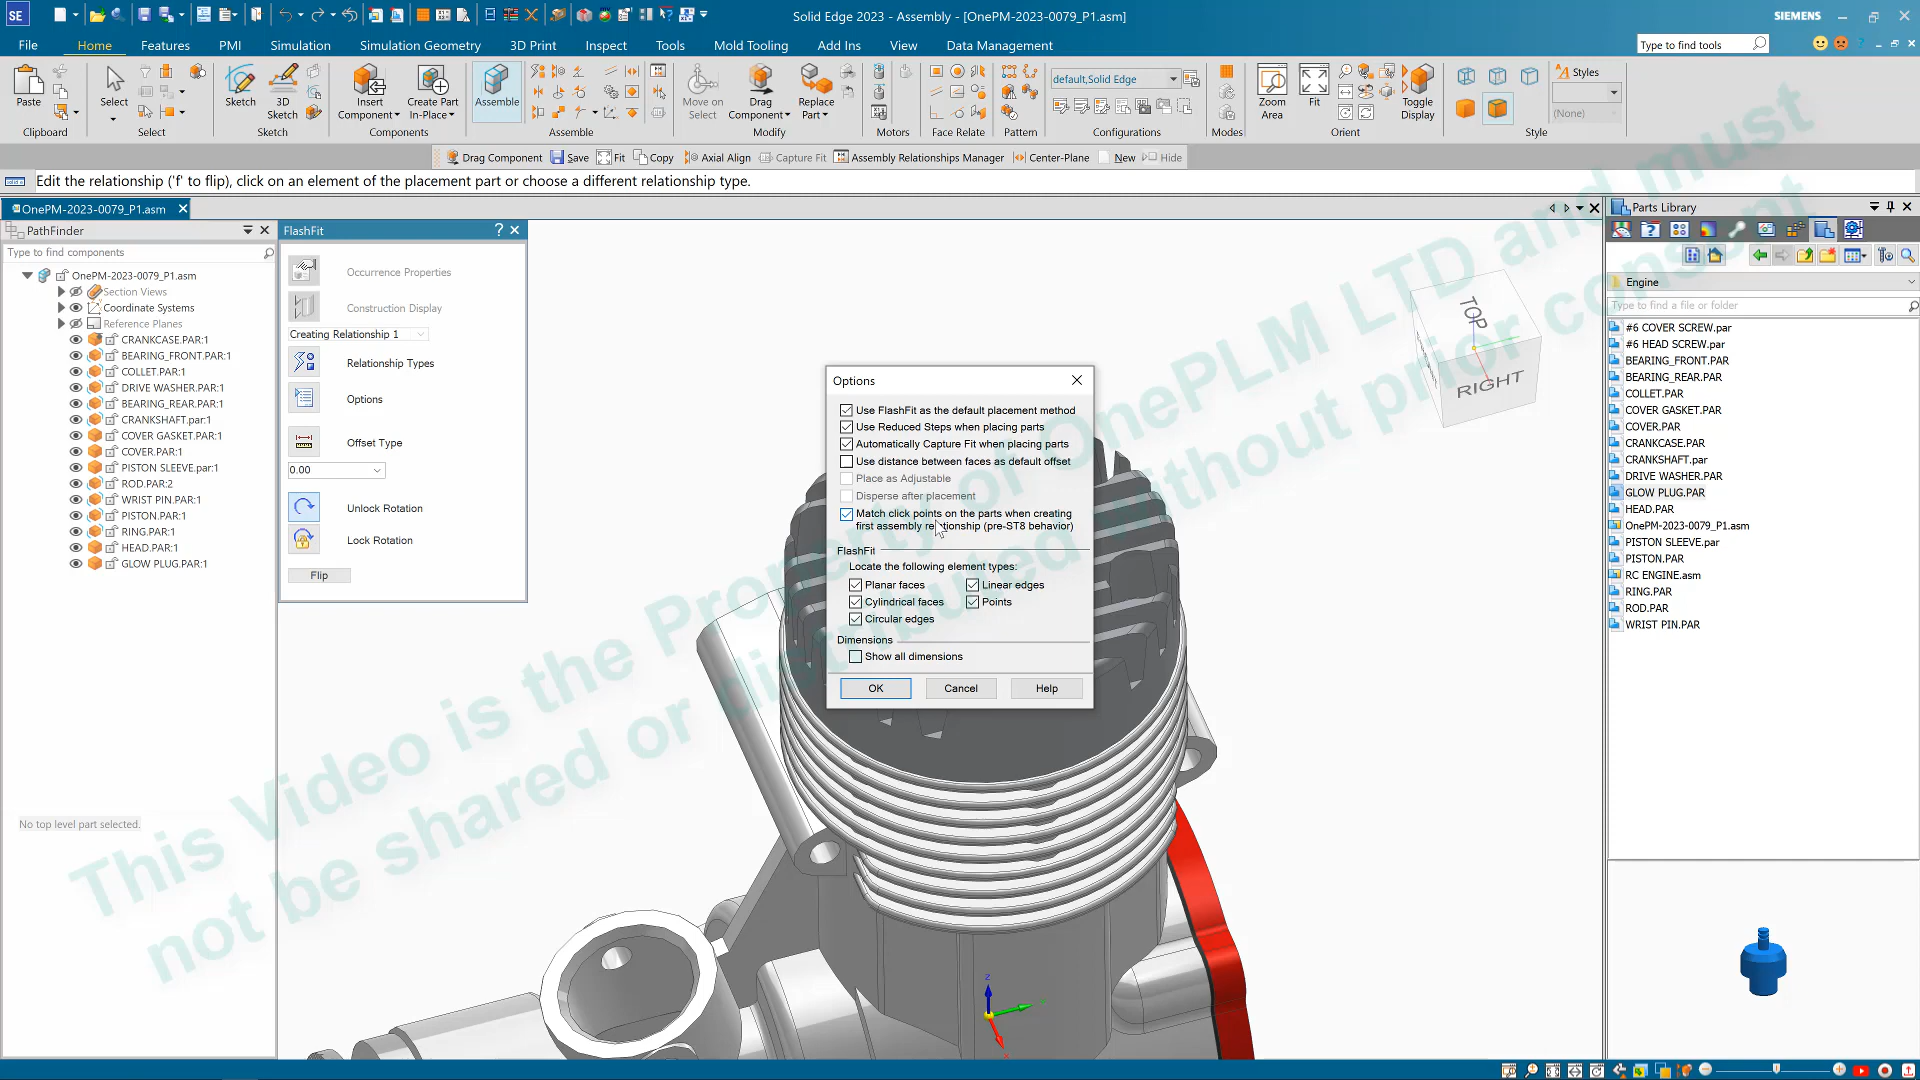 Solid Edge 2023 - Assembly - [OnePM-2023-0079_P1.asm]
SIEMENS
SE
File
Home
Features
PMI
Simulation
Simulation Geometry
3D Print
Inspect
Tools
Mold Tooling
Add Ins
View
Data Management
Type to find tools
Paste
Select
Sketch
3D Sketch
Insert Component
Create Part In-Place
Assemble
Move on Select
Drag Component
Replace Part
default,Solid Edge
Zoom Area
Fit
Toggle Display
Styles
(None)
Clipboard
Select
Sketch
Components
Assemble
Modify
Motors
Face Relate
Pattern
Configurations
Modes
Orient
Style
Drag Component
Save
Fit
Copy
Axial Align
Capture Fit
Assembly Relationships Manager
Center-Plane
New
Hide
Edit the relationship ('f' to flip), click on an element of the placement part or choose a different relationship type.
OnePM-2023-0079_P1.asm
PathFinder
Type to find components
OnePM-2023-0079_P1.asm
Section Views
Coordinate Systems
Reference Planes
CRANKCASE.PAR:1
BEARING_FRONT.PAR:1
COLLET.PAR:1
DRIVE WASHER.PAR:1
BEARING_REAR.PAR:1
CRANKSHAFT.par:1
COVER GASKET.PAR:1
COVER.PAR:1
PISTON SLEEVE.par:1
ROD.PAR:2
WRIST PIN.PAR:1
PISTON.PAR:1
RING.PAR:1
HEAD.PAR:1
GLOW PLUG.PAR:1
No top level part selected.
FlashFit
?
Occurrence Properties
Construction Display
Creating Relationship 1
Relationship Types
Options
Offset Type
0.00
Unlock Rotation
Lock Rotation
Flip
Options
Use FlashFit as the default placement method
Use Reduced Steps when placing parts
Automatically Capture Fit when placing parts
Use distance between faces as default offset
Place as Adjustable
Disperse after placement
Match click points on the parts when creating
first assembly relationship (pre-ST8 behavior)
FlashFit
Locate the following element types:
Planar faces
Linear edges
Cylindrical faces
Points
Circular edges
Dimensions
Show all dimensions
OK
Cancel
Help
TOP
RIGHT
Z
Parts Library
Engine
Type to find a file or folder
#6 COVER SCREW.par
#6 HEAD SCREW.par
BEARING_FRONT.PAR
BEARING_REAR.PAR
COLLET.PAR
COVER GASKET.PAR
COVER.PAR
CRANKCASE.PAR
CRANKSHAFT.par
DRIVE WASHER.PAR
GLOW PLUG.PAR
HEAD.PAR
OnePM-2023-0079_P1.asm
PISTON SLEEVE.par
PISTON.PAR
RC ENGINE.asm
RING.PAR
ROD.PAR
WRIST PIN.PAR
This Video is the Property of OnePLM LTD and must
not be shared or distributed without prior consent